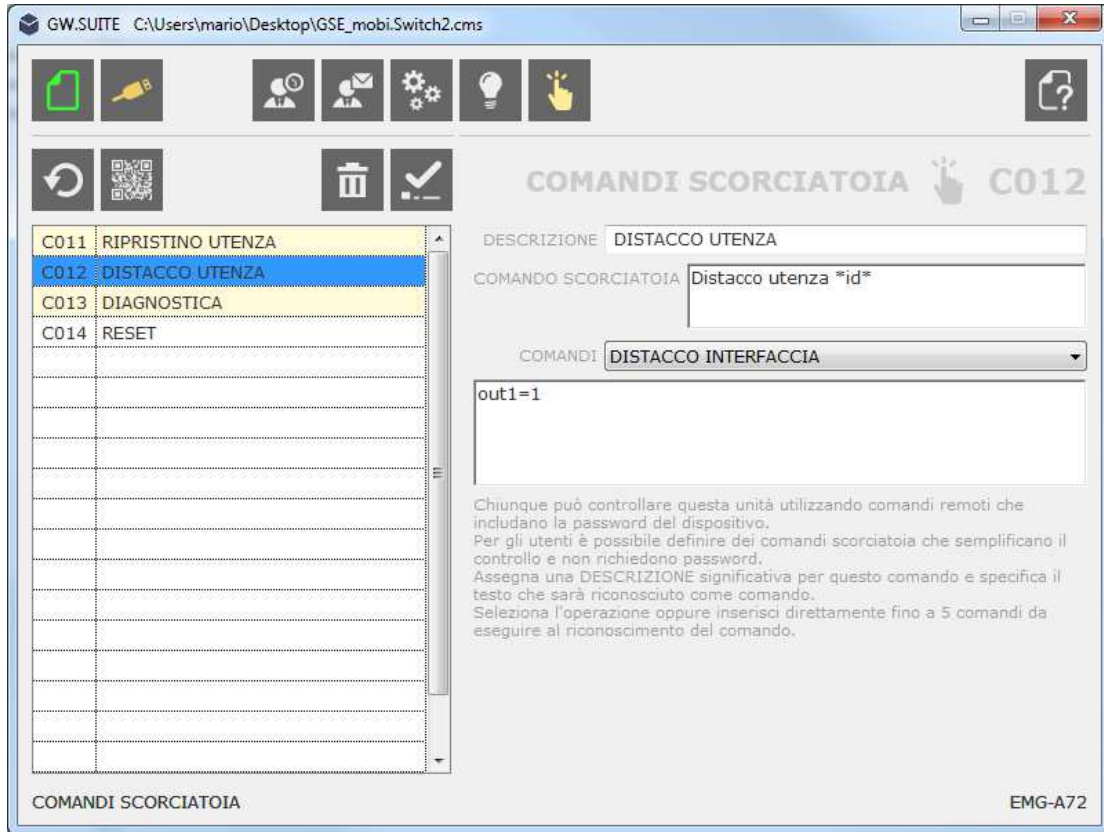 GW.SUITE C:\Users\mario\Desktop\GSE_mobi.Switch2.cms
COMANDI SCORCIATOIA C012
C011 RIPRISTINO UTENZA
C012 DISTACCO UTENZA
C013 DIAGNOSTICA
C014 RESET
DESCRIZIONE DISTACCO UTENZA
COMANDO SCORCIATOIA Distacco utenza *id*
COMANDI DISTACCO INTERFACCIA
out1=1
Chiunque può controllare questa unità utilizzando comandi remoti che
includano la password del dispositivo.
Per gli utenti è possibile definire dei comandi scorciatoia che semplificano il
controllo e non richiedono password.
Assegna una DESCRIZIONE significativa per questo comando e specifica il
testo che sarà riconosciuto come comando.
Seleziona l'operazione oppure inserisci direttamente fino a 5 comandi da
eseguire al riconoscimento del comando.
COMANDI SCORCIATOIA
EMG-A72